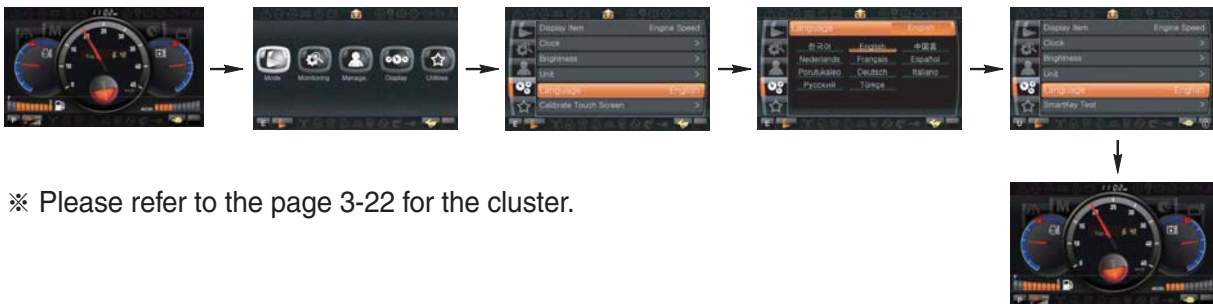 Mode Monitoring Manage. Display Utilities
Display Item Engine Speed
Clock
Brightness
Unit
Language English
Calibrate Touch Screen
Language English
한국어 English 中国語
Nederlands Français Español
Deutsch Italiano
Русский Türkçe
Display Item Engine Speed
Clock
Brightness
Unit
Language English
SmartKey Test
※ Please refer to the page 3-22 for the cluster.